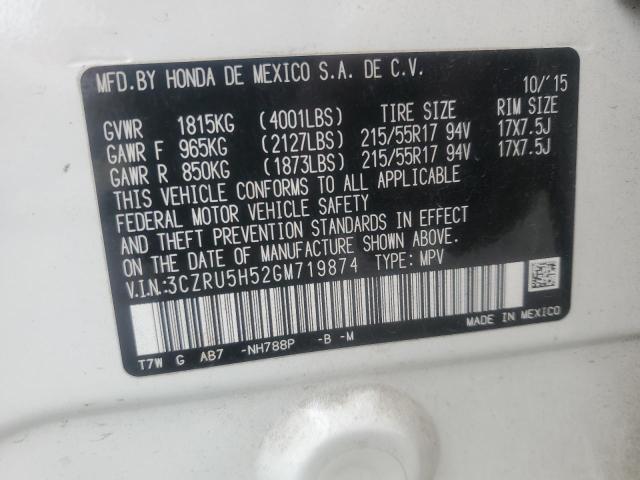 MFD.BY HONDA DE MEXICO S.A. DE C.V. 10/'15
GVWR 1815KG (4001LBS) TIRE SIZE RIM SIZE
GAWR F 965KG (2127LBS) 215/55R17 94V 17X7.5J
GAWR R 850KG (1873LBS) 215/55R17 94V 17X7.5J
THIS VEHICLE CONFORMS TO ALL APPLICABLE
FEDERAL MOTOR VEHICLE SAFETY
AND THEFT PREVENTION STANDARDS IN EFFECT
ON THE DATE OF MANUFACTURE SHOWN ABOVE.
V.I.N.:3CZRU5H52GM719874 TYPE: MPV
T7W G AB7 -NH788P -B -M MADE IN MEXICO